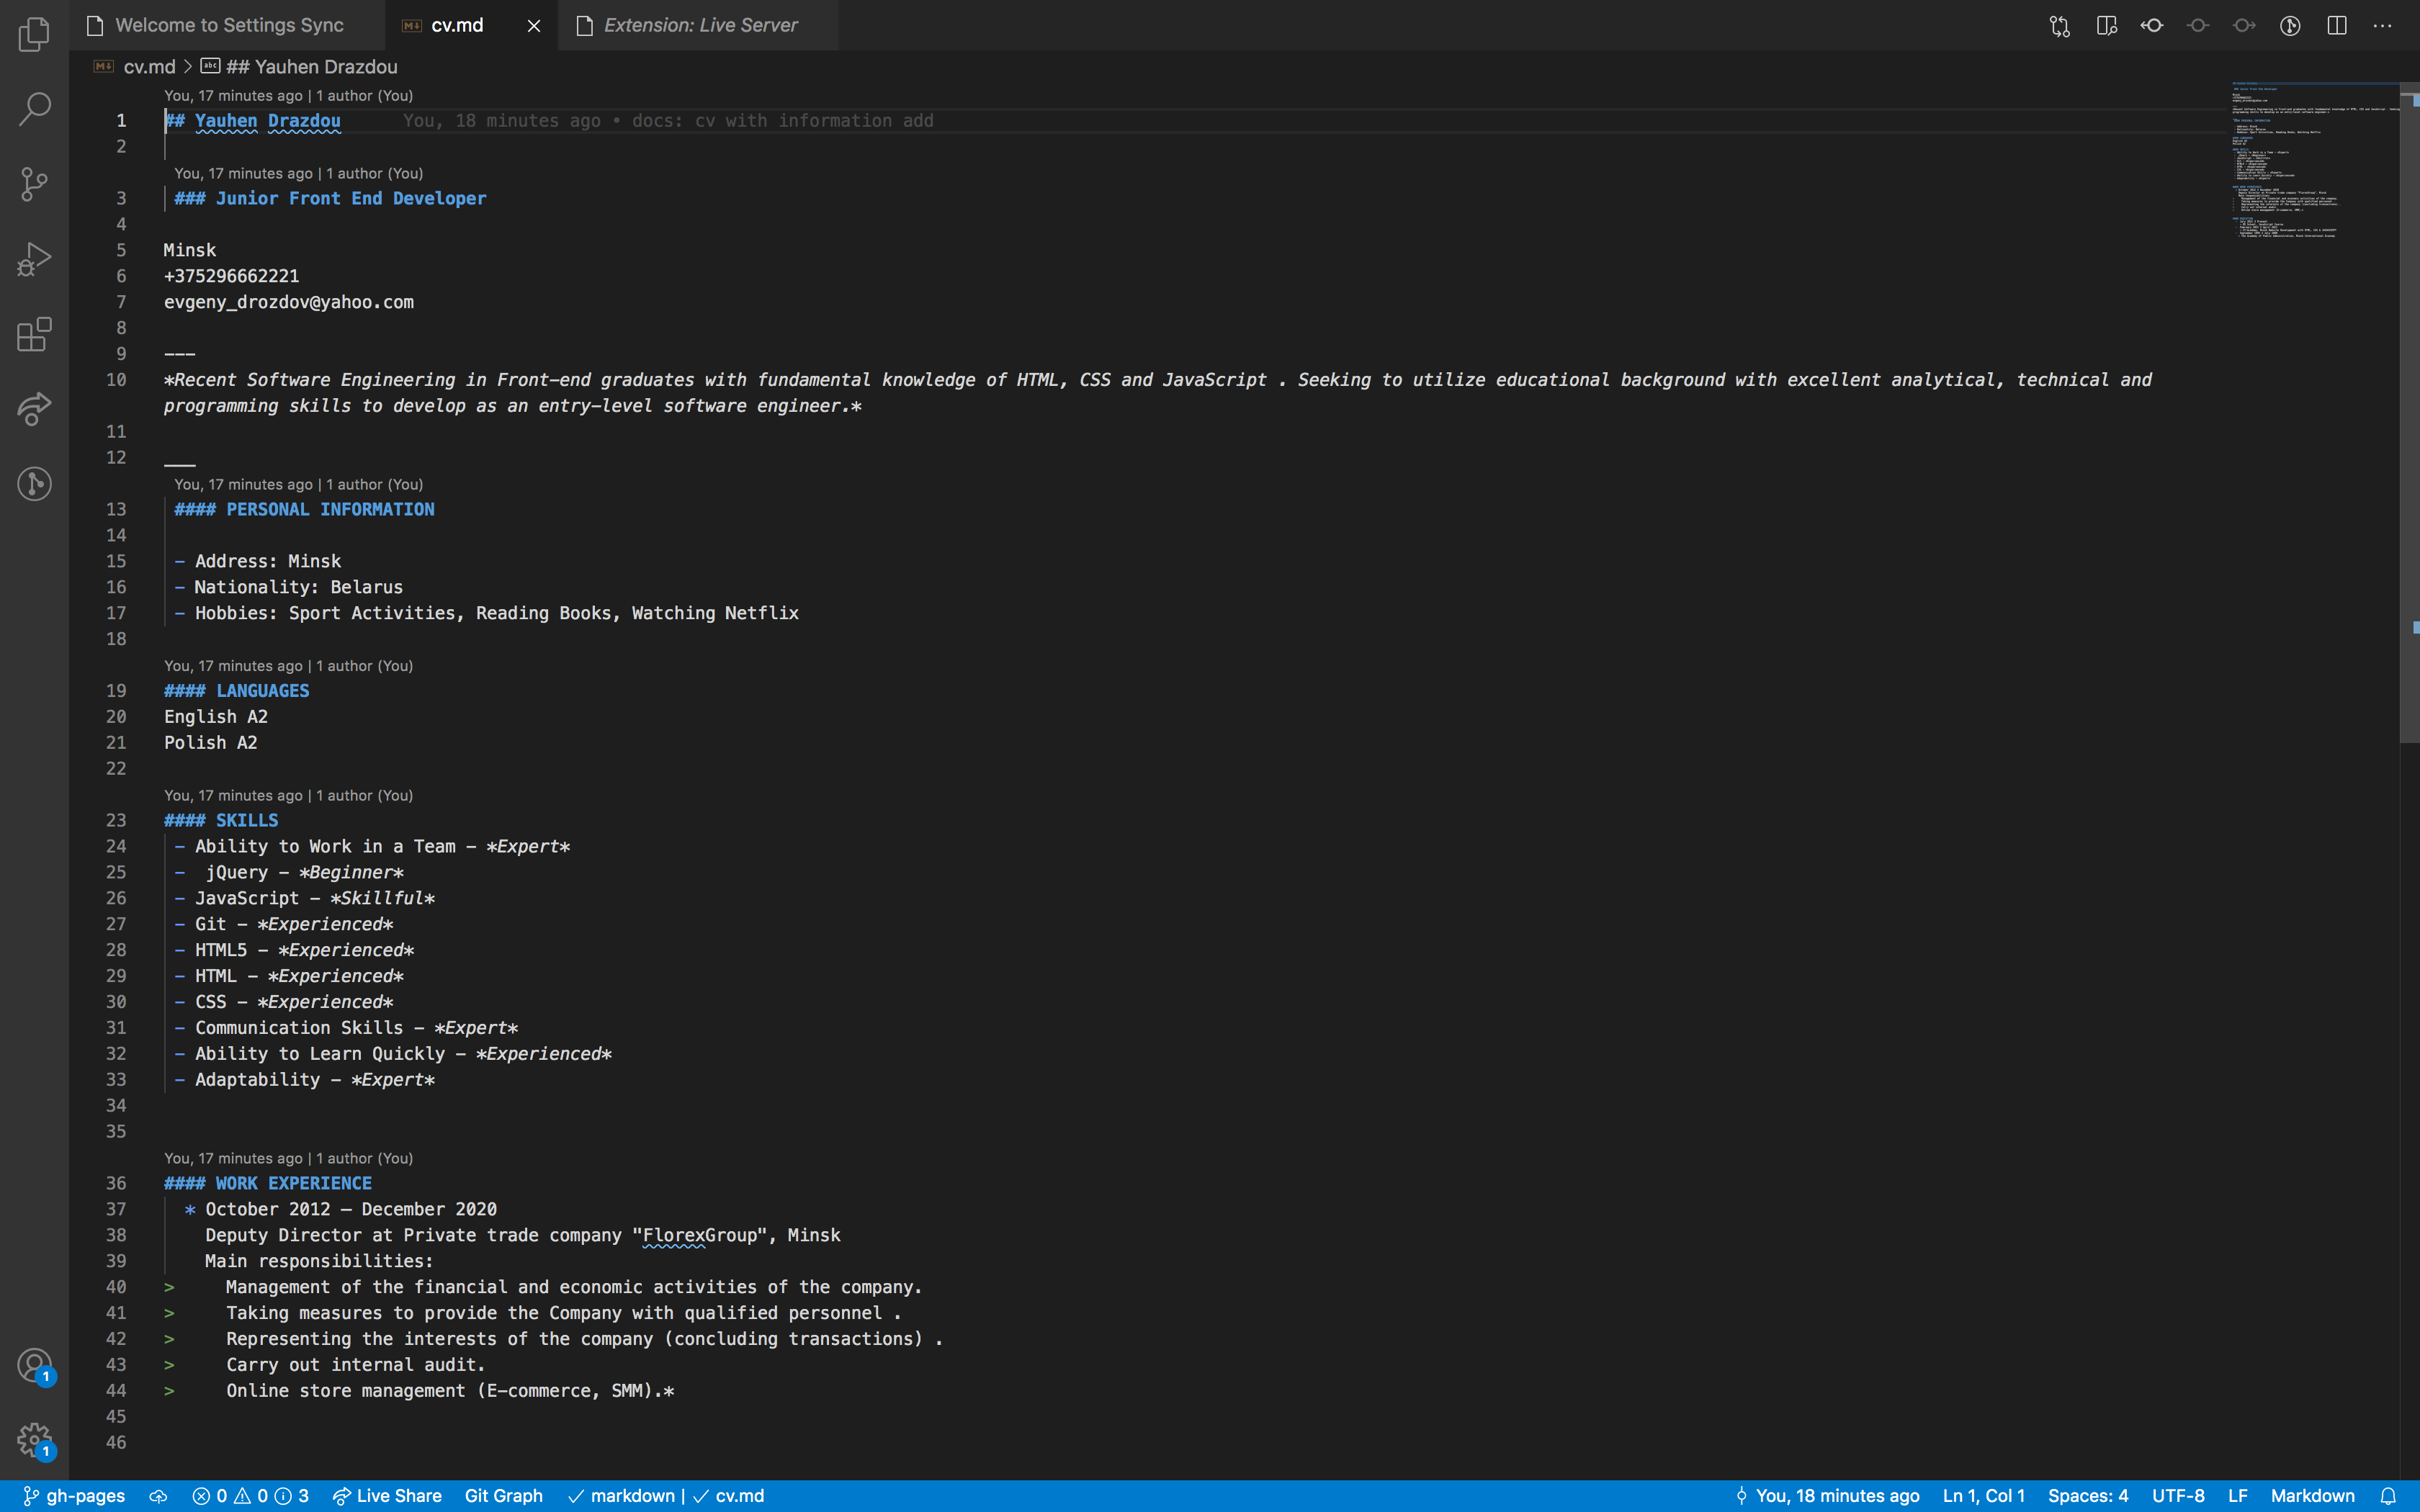 Welcome to Settings Sync
cv.md
Extension: Live Server
cv.md > ## Yauhen Drazdou
You, 17 minutes ago | 1 author (You)
1 ## Yauhen Drazdou You, 18 minutes ago • docs: cv with information add
2
You, 17 minutes ago | 1 author (You)
3 ### Junior Front End Developer
4
5 Minsk
6 +375296662221
7 evgeny_drozdov@yahoo.com
8
9 ---
10 *Recent Software Engineering in Front-end graduates with fundamental knowledge of HTML, CSS and JavaScript . Seeking to utilize educational background with excellent analytical, technical and
programming skills to develop as an entry-level software engineer.*
11
12 ___
You, 17 minutes ago | 1 author (You)
13 #### PERSONAL INFORMATION
14
15 - Address: Minsk
16 - Nationality: Belarus
17 - Hobbies: Sport Activities, Reading Books, Watching Netflix
18
You, 17 minutes ago | 1 author (You)
19 #### LANGUAGES
20 English A2
21 Polish A2
22
You, 17 minutes ago | 1 author (You)
23 #### SKILLS
24 - Ability to Work in a Team - *Expert*
25 -  jQuery - *Beginner*
26 - JavaScript - *Skillful*
27 - Git - *Experienced*
28 - HTML5 - *Experienced*
29 - HTML - *Experienced*
30 - CSS - *Experienced*
31 - Communication Skills - *Expert*
32 - Ability to Learn Quickly - *Experienced*
33 - Adaptability - *Expert*
34
35
You, 17 minutes ago | 1 author (You)
36 #### WORK EXPERIENCE
37 * October 2012 – December 2020
38 Deputy Director at Private trade company "FlorexGroup", Minsk
39 Main responsibilities:
40 > Management of the financial and economic activities of the company.
41 > Taking measures to provide the Company with qualified personnel .
42 > Representing the interests of the company (concluding transactions) .
43 > Carry out internal audit.
44 > Online store management (E-commerce, SMM).*
45
46
1
1
gh-pages 0 0 3 Live Share Git Graph markdown | cv.md You, 18 minutes ago Ln 1, Col 1 Spaces: 4 UTF-8 LF Markdown